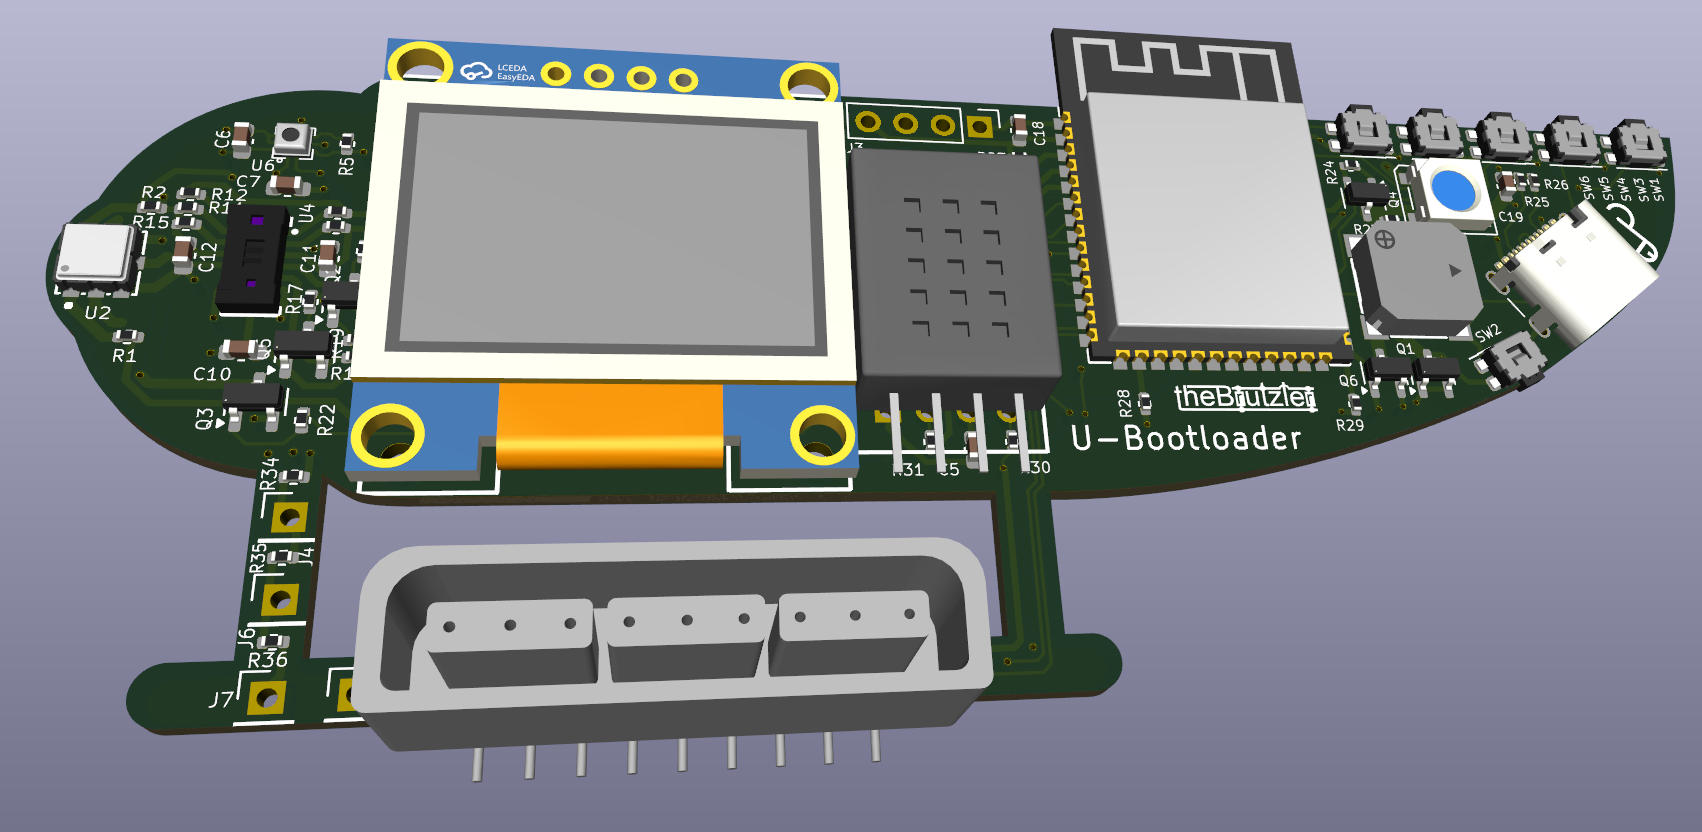 LCEDA
EasyEDA
C6
U6
C7
R5
R2
R12
R15
U4
C12
C11
R17
U2
R1
C10
Q3
R22
J3
C18
R24
Q4
R26
R25
C19
SW6
SW5
SW4
SW3
SW1
SW2
Q1
Q6
R28
R29
theBrutzler
U-Bootloader
R31
C5
R30
R34
R35
J4
J6
R36
J7